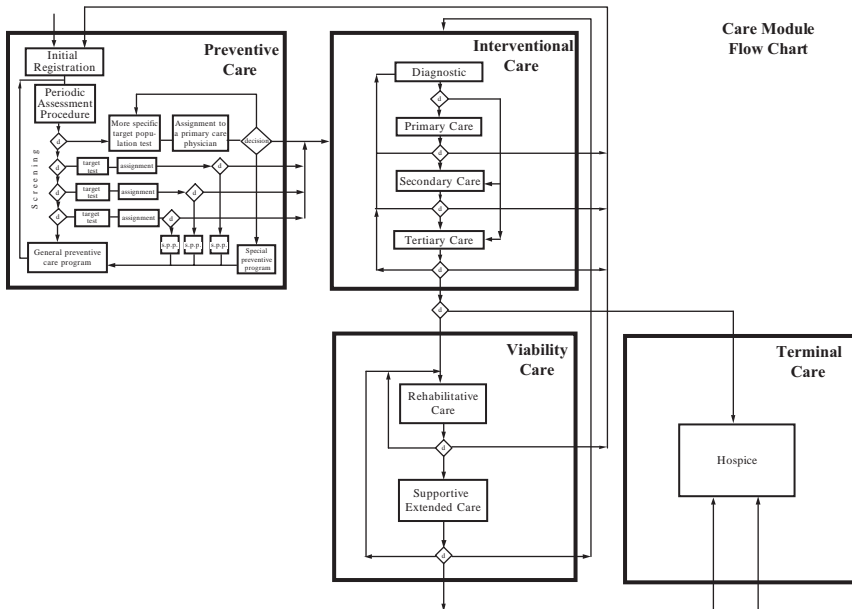 Care Module
Flow Chart
Preventive
Care
Initial
Registration
Periodic
Assessment
Procedure
d
More specific
target popu-
lation test
Assignment to
a primary care
physician
decision
Screening
d
target
test
assignment
d
d
target
test
assignment
d
d
target
test
assignment
d
s.p.p.
s.p.p.
s.p.p.
General preventive
care program
Special
preventive
program
Interventional
Care
Diagnostic
d
Primary Care
d
Secondary Care
d
Tertiary Care
d
d
Viability
Care
Rehabilitative
Care
d
Supportive
Extended Care
d
Terminal
Care
Hospice